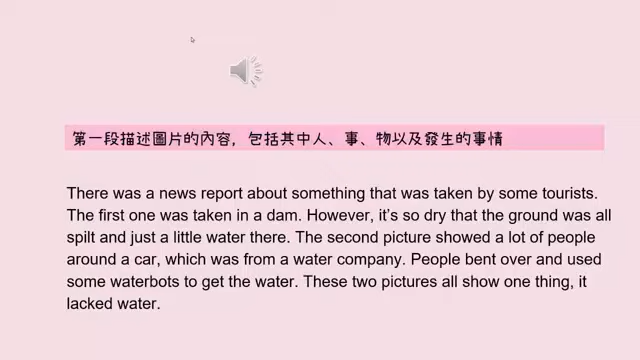 第一段描述圖片的內容，包括其中人、事、物以及發生的事情
There was a news report about something that was taken by some tourists.
The first one was taken in a dam. However, it's so dry that the ground was all
spilt and just a little water there. The second picture showed a lot of people
around a car, which was from a water company. People bent over and used
some waterbots to get the water. These two pictures all show one thing, it
lacked water.